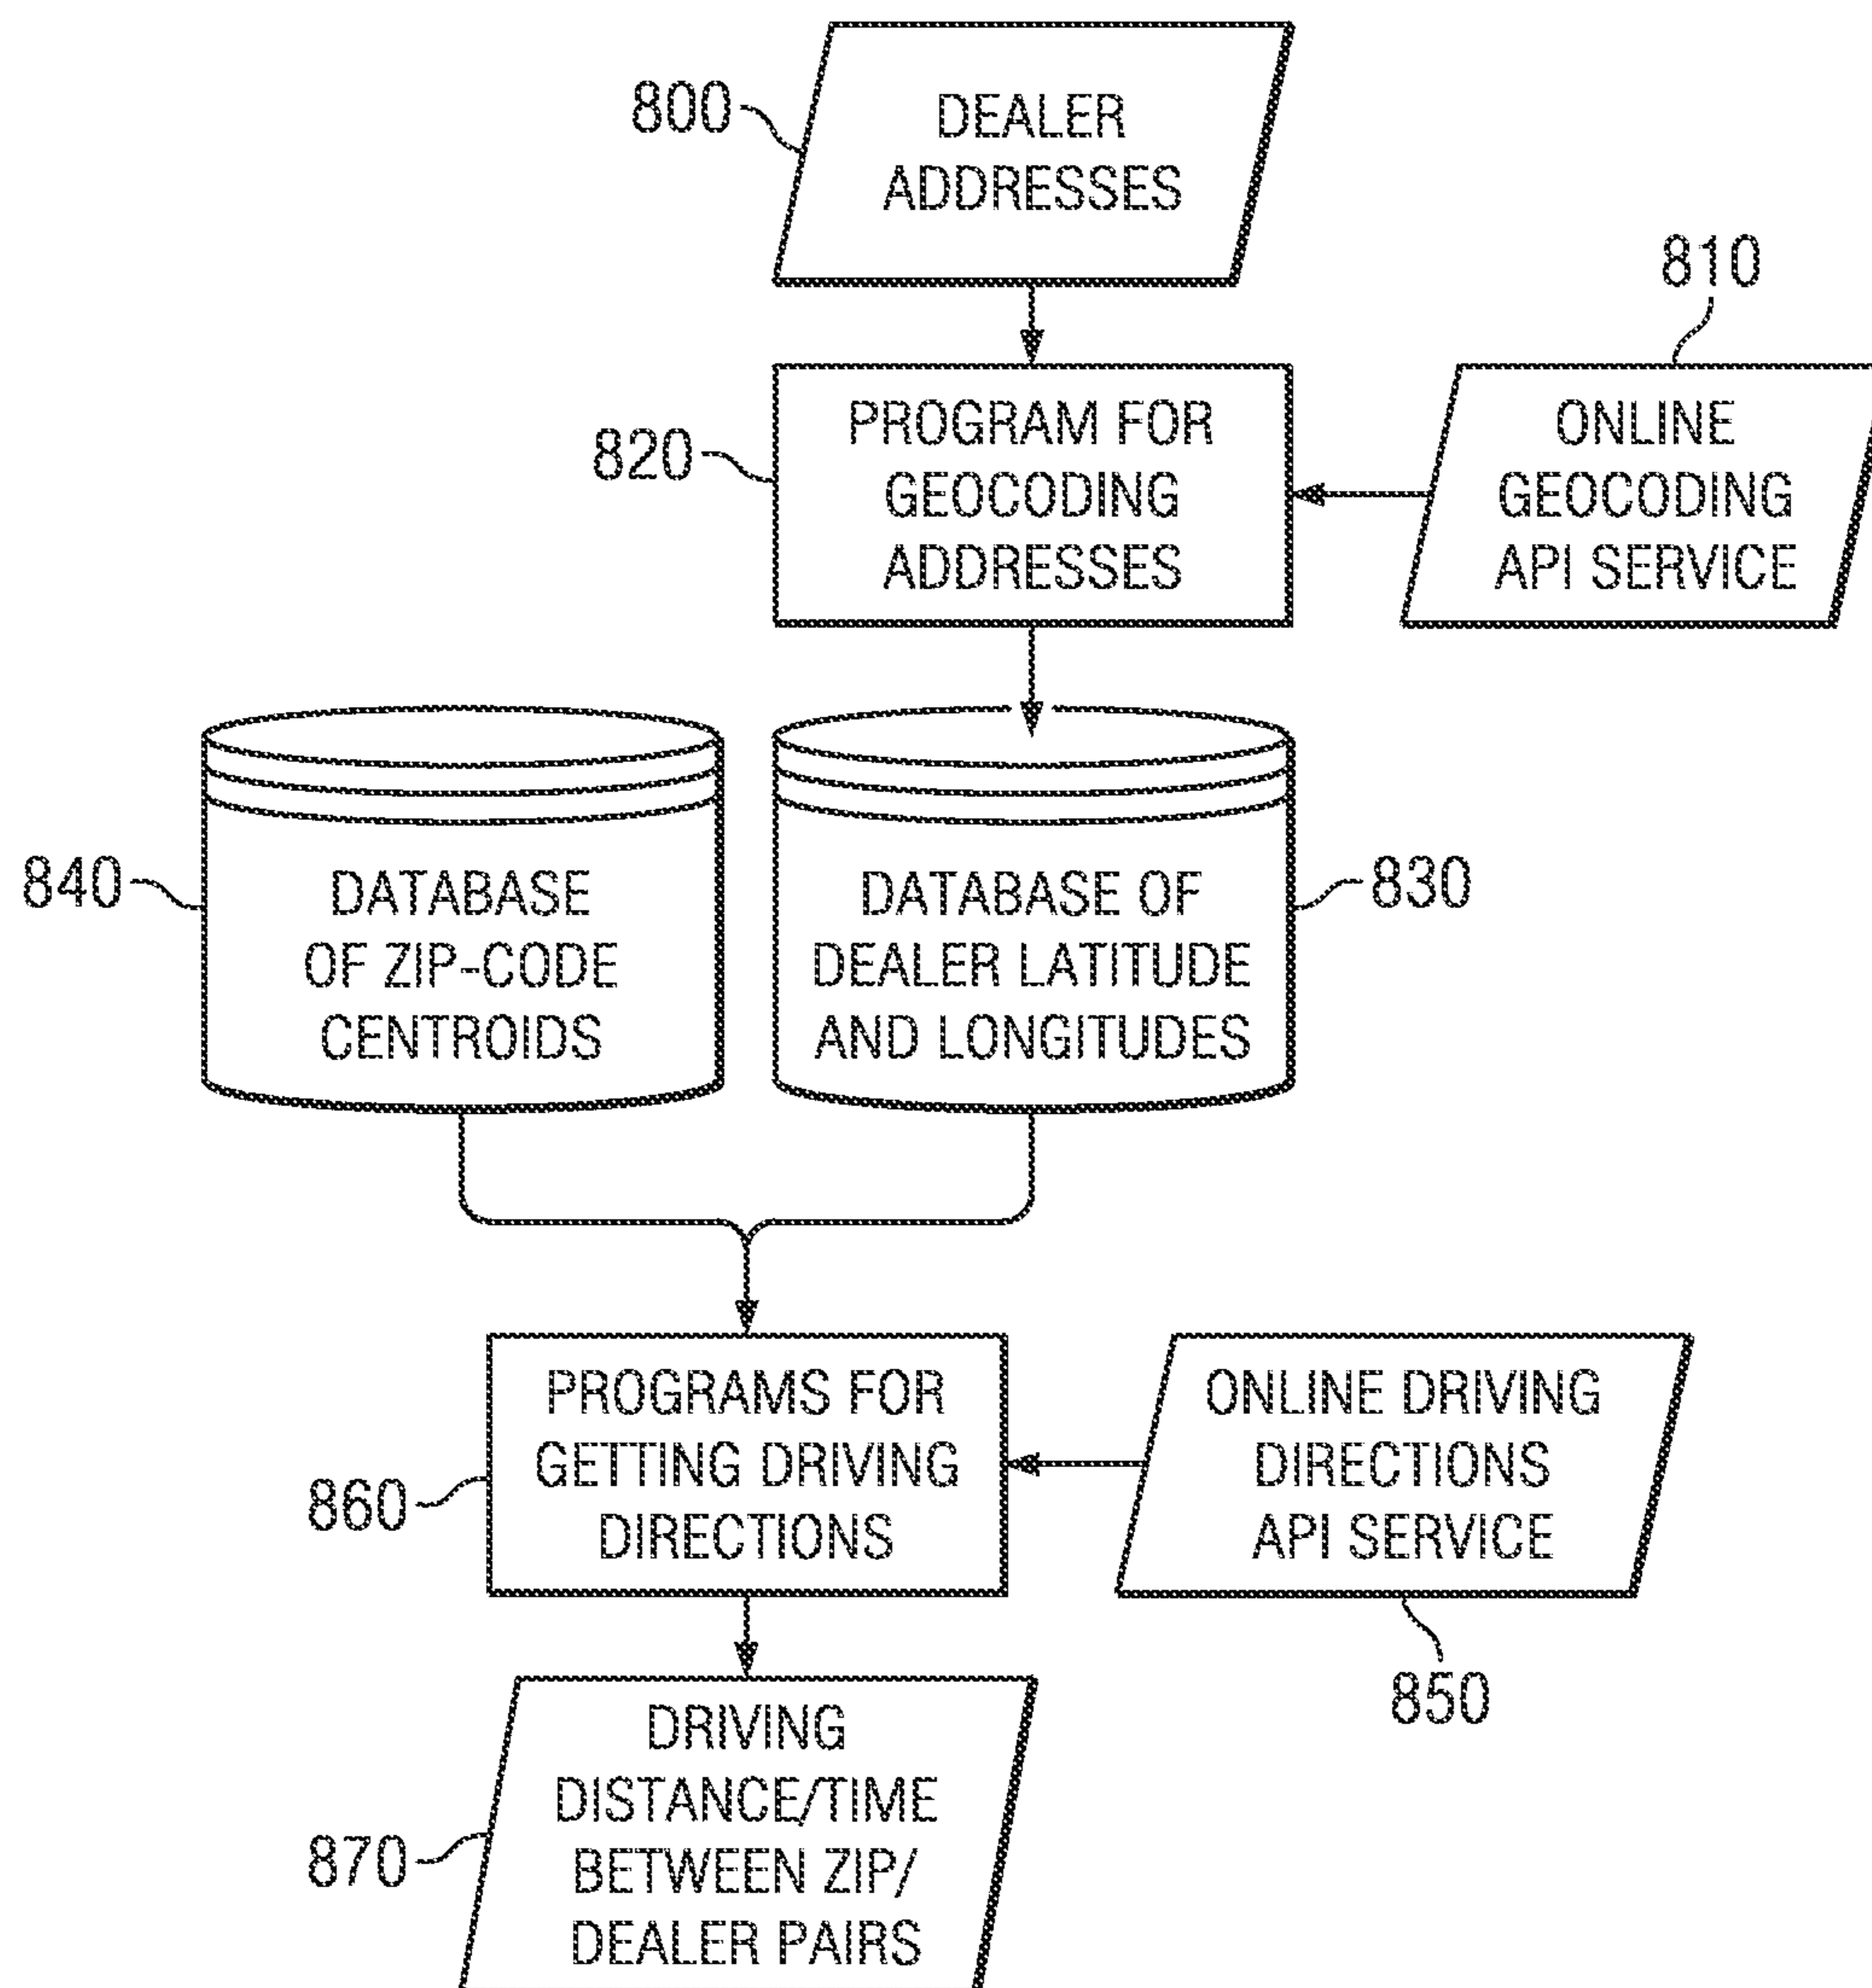 800
DEALER
ADDRESSES
810
820
PROGRAM FOR
GEOCODING
ADDRESSES
ONLINE
GEOCODING
API SERVICE
840
DATABASE
OF ZIP-CODE
CENTROIDS
DATABASE OF
DEALER LATITUDE
AND LONGITUDES
830
860
PROGRAMS FOR
GETTING DRIVING
DIRECTIONS
ONLINE DRIVING
DIRECTIONS
API SERVICE
850
870
DRIVING
DISTANCE/TIME
BETWEEN ZIP/
DEALER PAIRS